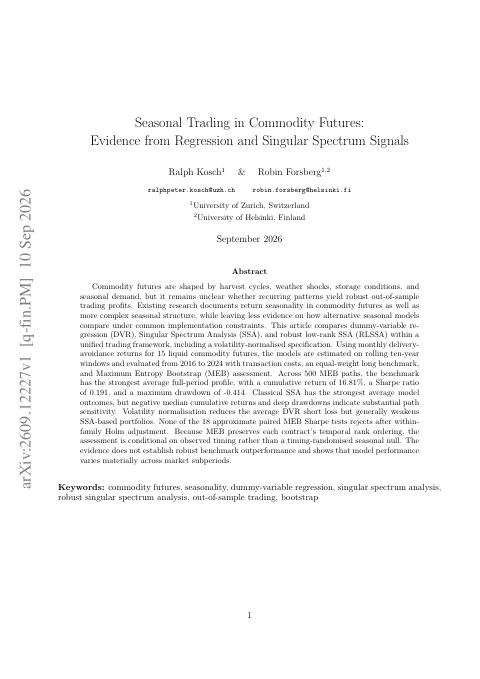 Seasonal Trading in Commodity Futures:
Evidence from Regression and Singular Spectrum Signals
Ralph Kosch¹ & Robin Forsberg¹,²
ralphpeter.kosch@uzh.ch robin.forsberg@helsinki.fi
¹University of Zurich, Switzerland
²University of Helsinki, Finland
September 2026
Abstract
Commodity futures are shaped by harvest cycles, weather shocks, storage conditions, and
seasonal demand, but it remains unclear whether recurring patterns yield robust out-of-sample
trading profits. Existing research documents return seasonality in commodity futures as well as
more complex seasonal structure, while leaving less evidence on how alternative seasonal models
compare under common implementation constraints. This article compares dummy-variable re-
gression (DVR), Singular Spectrum Analysis (SSA), and robust low-rank SSA (RLSSA) within a
unified trading framework, including a volatility-normalised specification. Using monthly delivery-
avoidance returns for 15 liquid commodity futures, the models are estimated on rolling ten-year
windows and evaluated from 2016 to 2024 with transaction costs, an equal-weight long benchmark,
and Maximum Entropy Bootstrap (MEB) assessment. Across 500 MEB paths, the benchmark
has the strongest average full-period profile, with a cumulative return of 16.81%, a Sharpe ratio
of 0.191, and a maximum drawdown of -0.414. Classical SSA has the strongest average model
outcomes, but negative median cumulative returns and deep drawdowns indicate substantial path
sensitivity. Volatility normalisation reduces the average DVR short loss but generally weakens
SSA-based portfolios. None of the 18 approximate paired MEB Sharpe tests rejects after within-
family Holm adjustment. Because MEB preserves each contract's temporal rank ordering, the
assessment is conditional on observed timing rather than a timing-randomised seasonal null. The
evidence does not establish robust benchmark outperformance and shows that model performance
varies materially across market subperiods.
Keywords: commodity futures, seasonality, dummy-variable regression, singular spectrum analysis,
robust singular spectrum analysis, out-of-sample trading, bootstrap
1
arXiv:2609.12227v1 [q-fin.PM] 10 Sep 2026